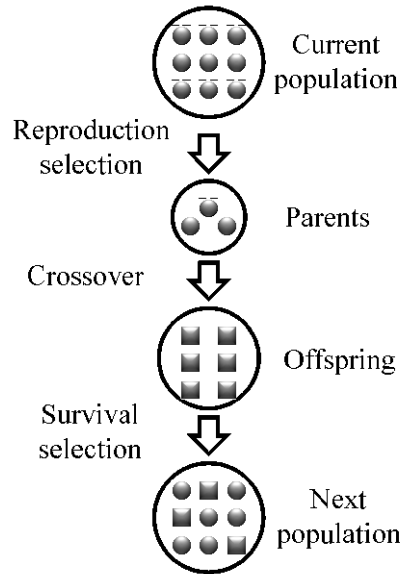 Current
population
Reproduction
selection
Parents
Crossover
Offspring
Survival
selection
Next
population